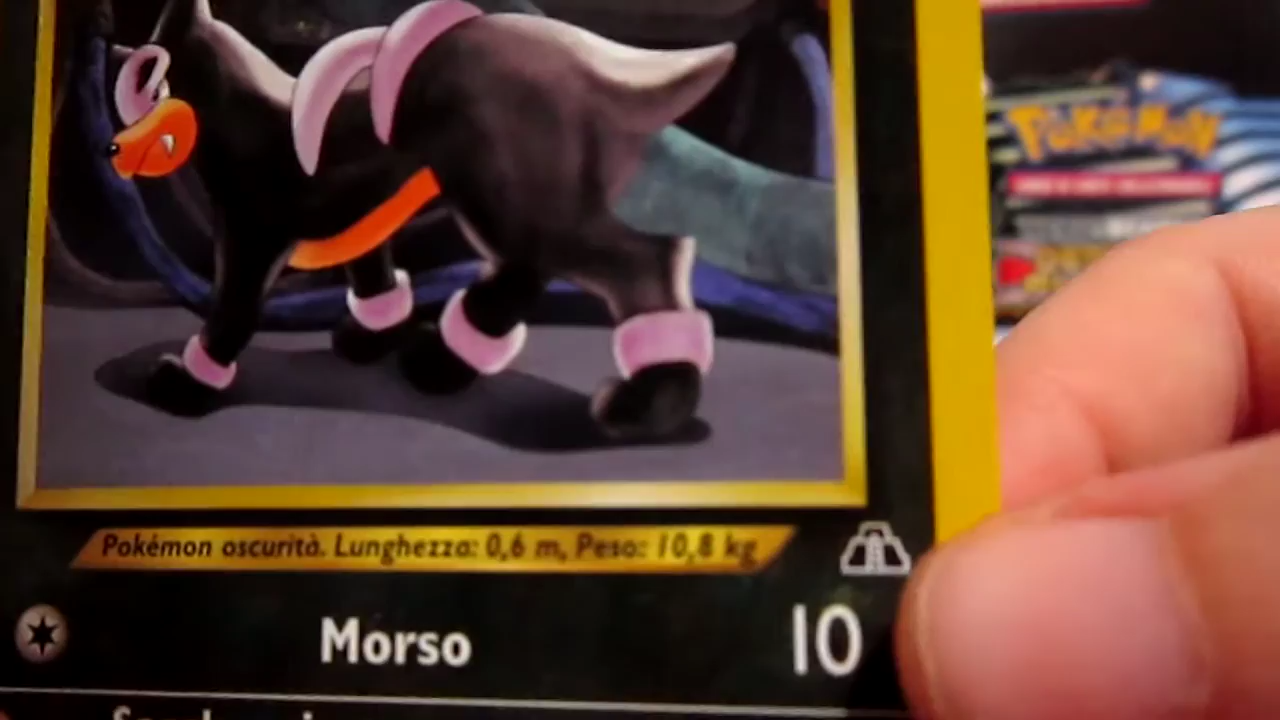 Pokémon
Pokémon oscurità. Lunghezza: 0,6 m, Peso: 10,8 kg
Morso 10